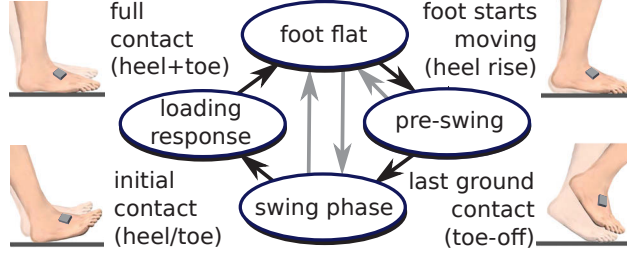 full
contact
(heel+toe)
foot flat
foot starts
moving
(heel rise)
loading
response
pre-swing
initial
contact
(heel/toe)
swing phase
last ground
contact
(toe-off)